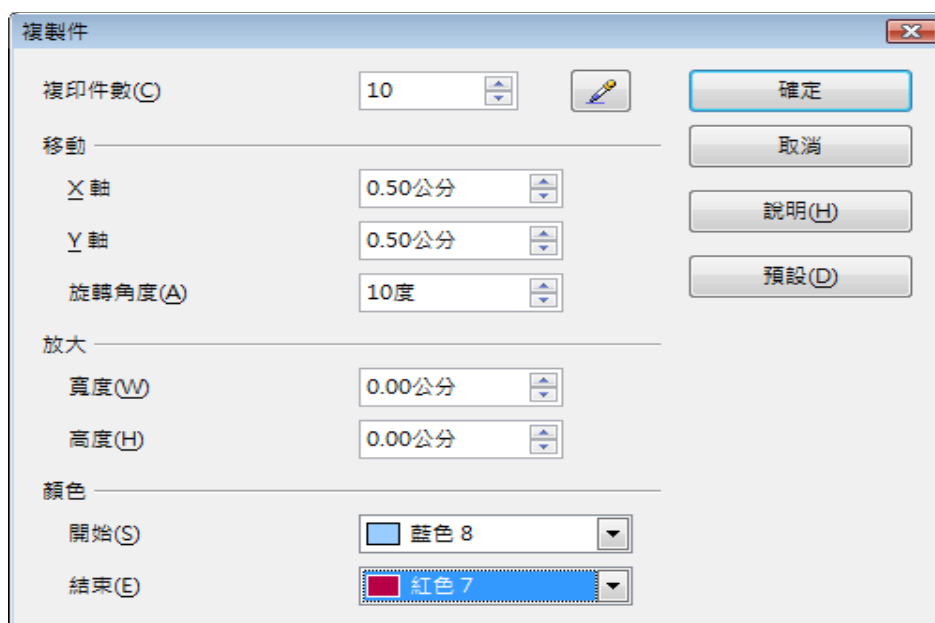 複製件
複印件數(C) 10 確定
移動 取消
X 軸 0.50公分 說明(H)
Y 軸 0.50公分
旋轉角度(A) 10度 預設(D)
放大
寬度(W) 0.00公分
高度(H) 0.00公分
顏色
開始(S) 藍色 8
結束(E) 紅色 7